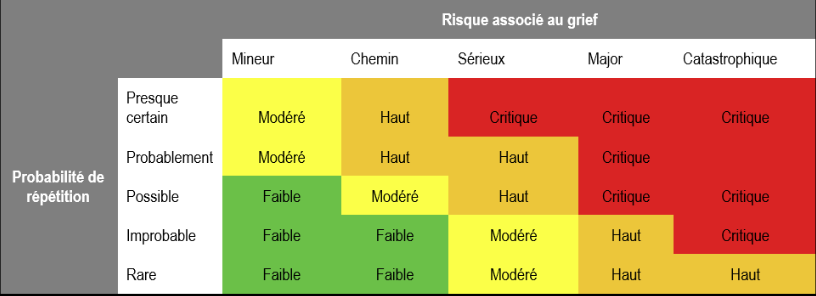 Risque associé au grief
Mineur Chemin Sérieux Major Catastrophique
Presque
certain Modéré Haut Critique Critique Critique
Probablement Modéré Haut Haut Critique
Probabilité de
répétition
Possible Faible Modéré Haut Critique Critique
Improbable Faible Faible Modéré Haut Critique
Rare Faible Faible Modéré Haut Haut